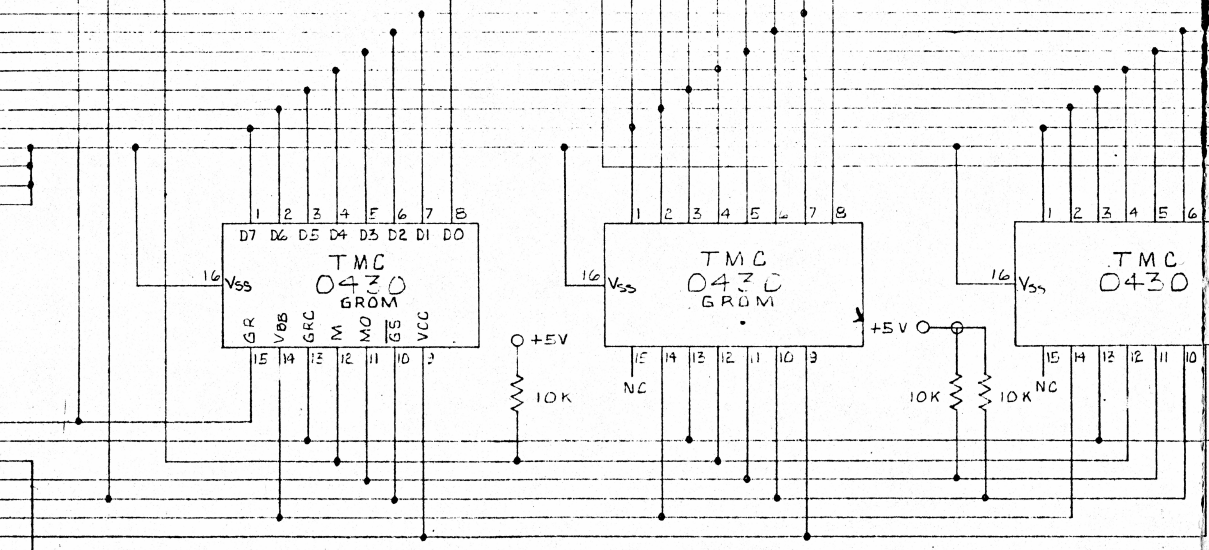 1 2 3 4 5 6 7 8
D7 D6 D5 D4 D3 D2 D1 D0
TMC
0430
GROM
16 VSS
GR VBB GRC M MO GS VCC
15 14 13 12 11 10 9
+5V
10K
1 2 3 4 5 6 7 8
TMC
0430
GROM
16 VSS
15 14 13 12 11 10 9
NC
+5V
10K 10K
1 2 3 4 5 6
TMC
0430
16 VSS
15 14 13 12 11 10
NC